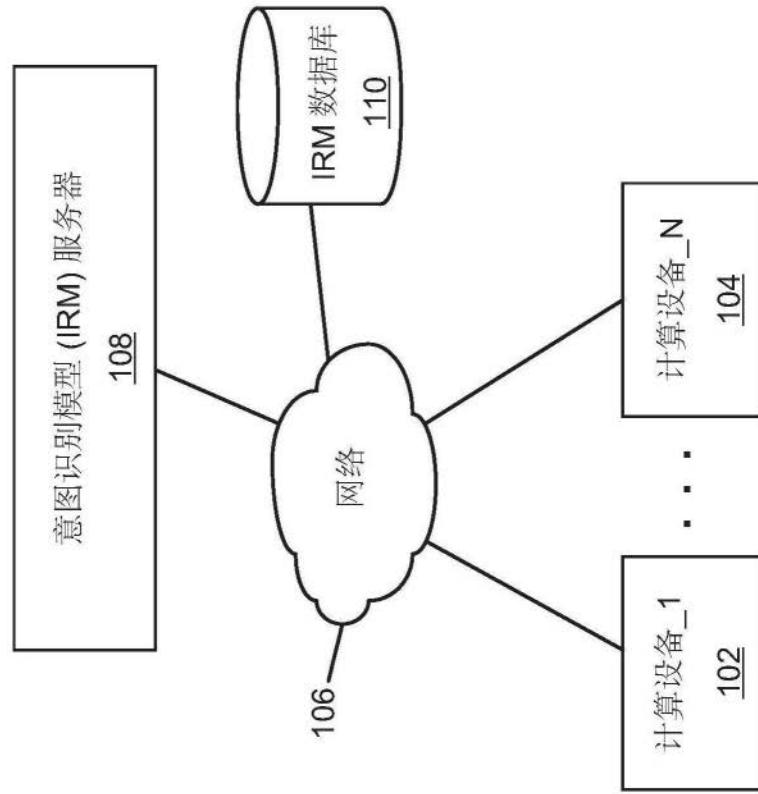 意图识别模型 (IRM) 服务器
108
IRM 数据库
110
106
网络
计算设备_1
102
. . .
计算设备_N
104